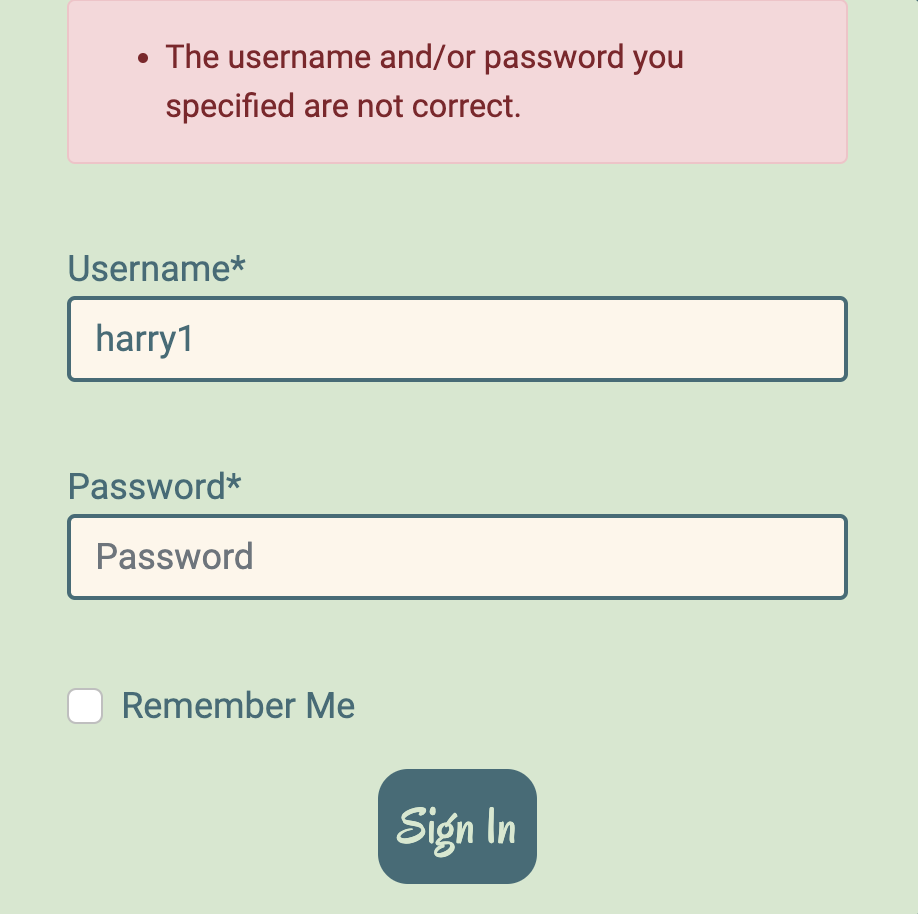 • The username and/or password you
specified are not correct.
Username*
harry1
Password*
Password
Remember Me
Sign In